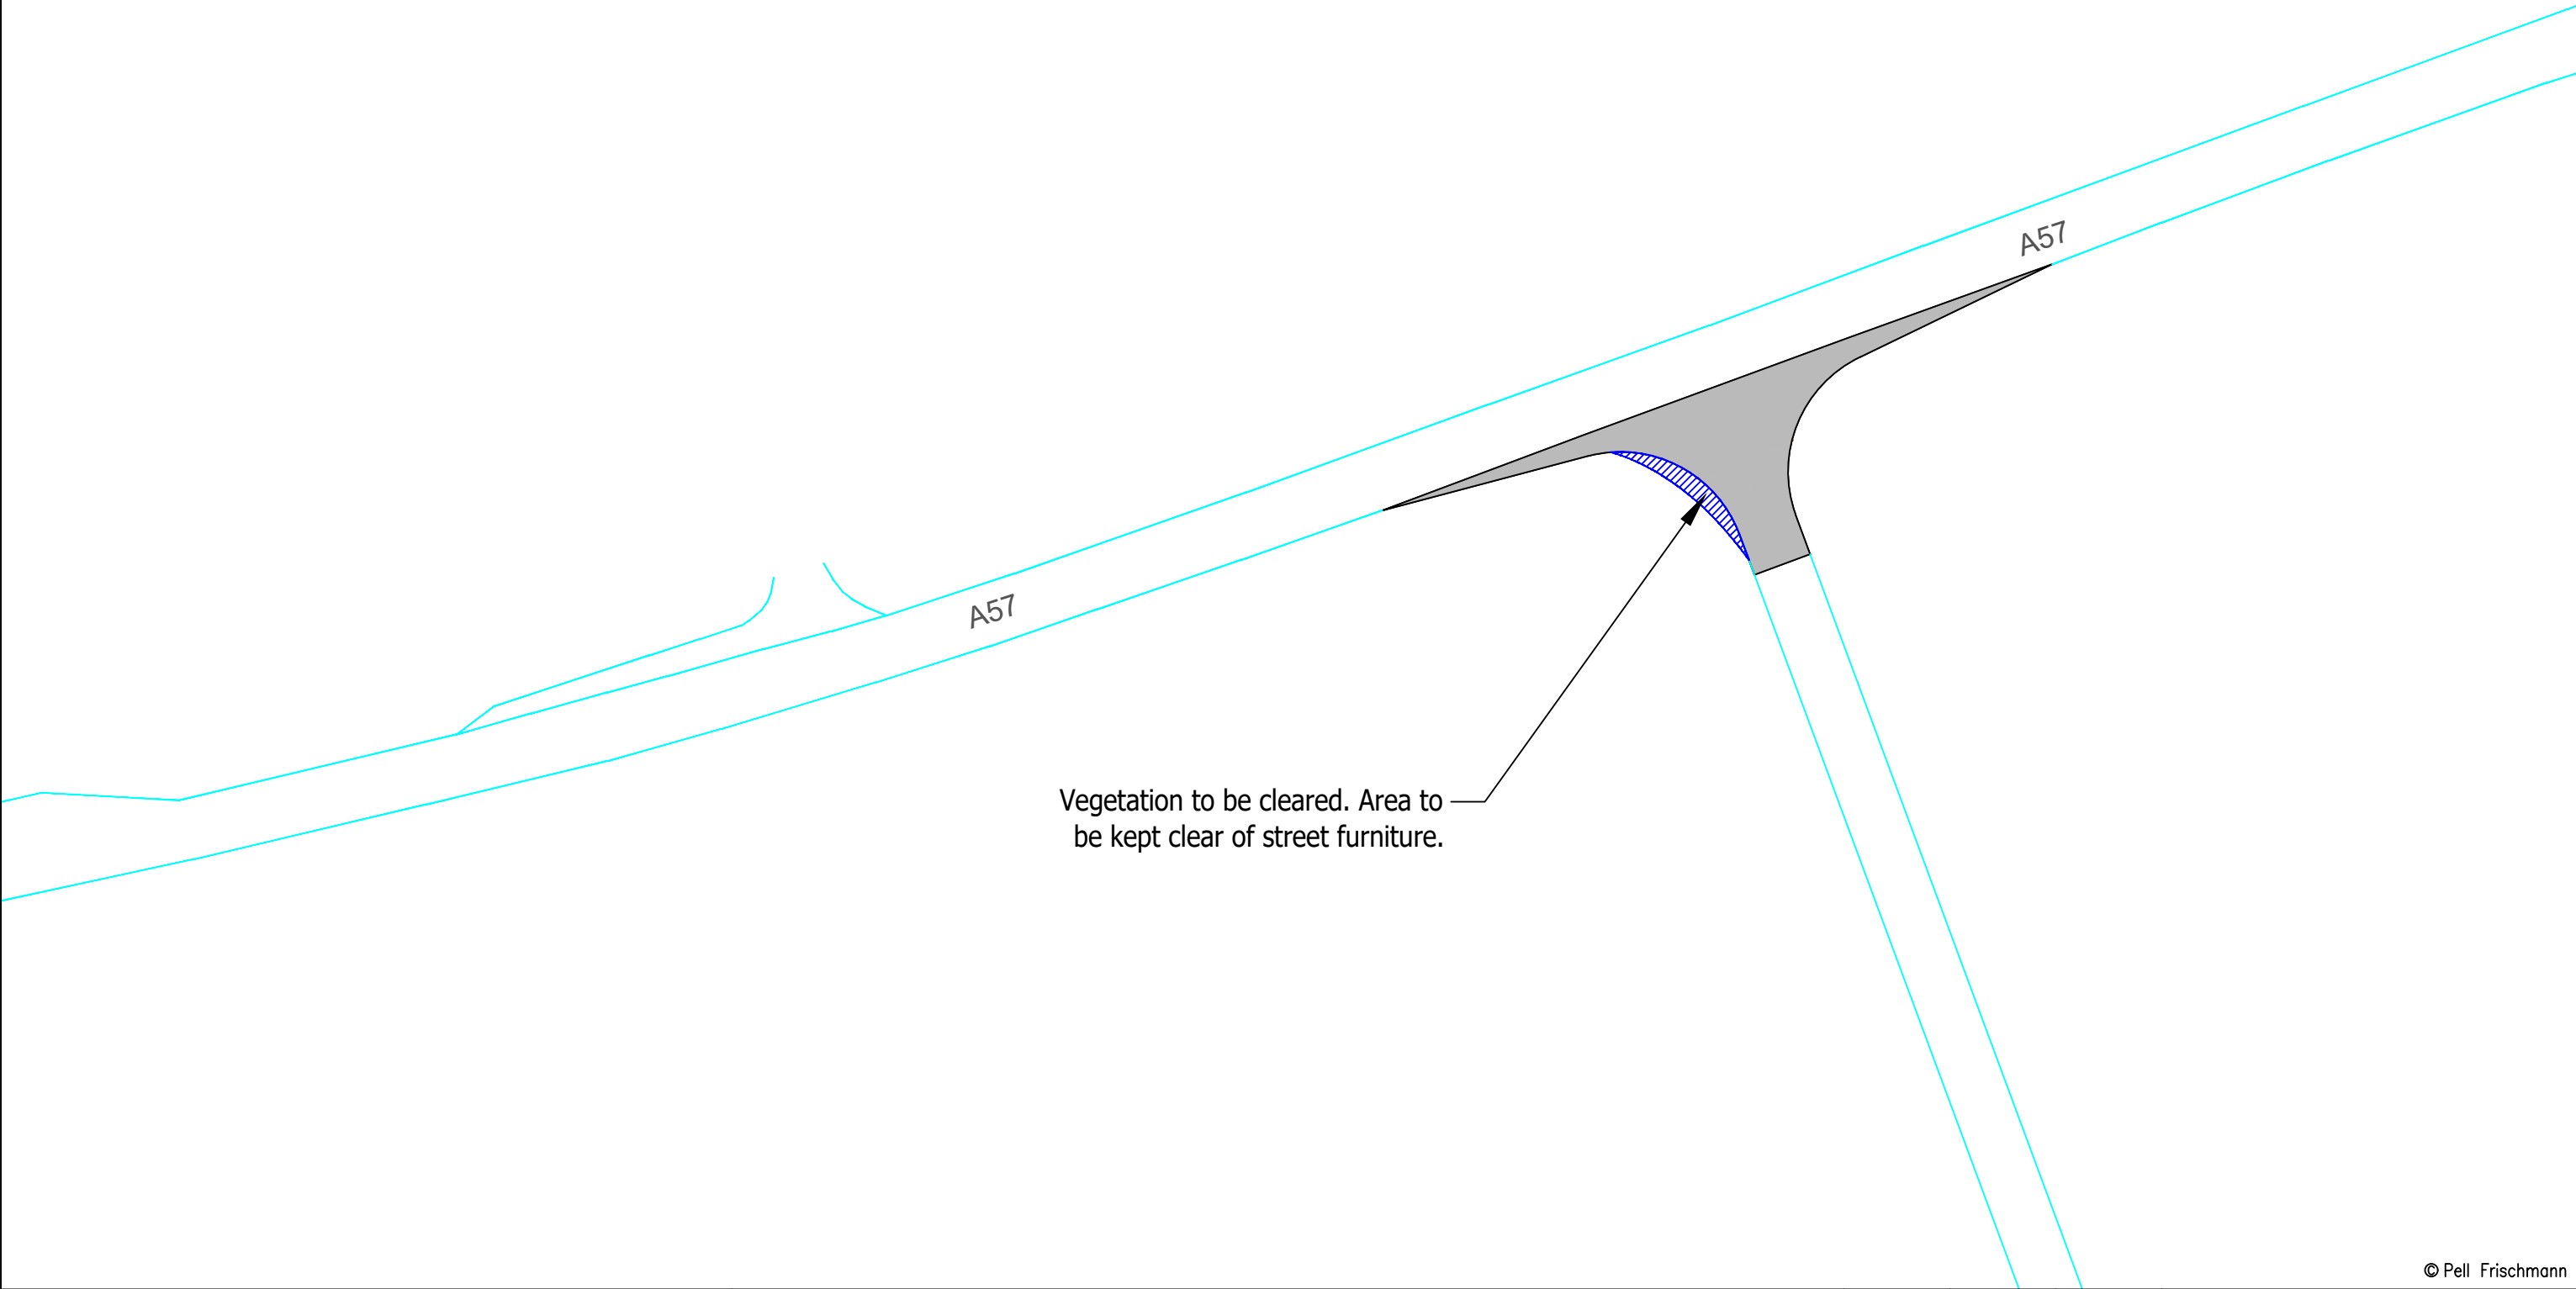 A57
A57
Vegetation to be cleared. Area to
be kept clear of street furniture.
© Pell Frischmann